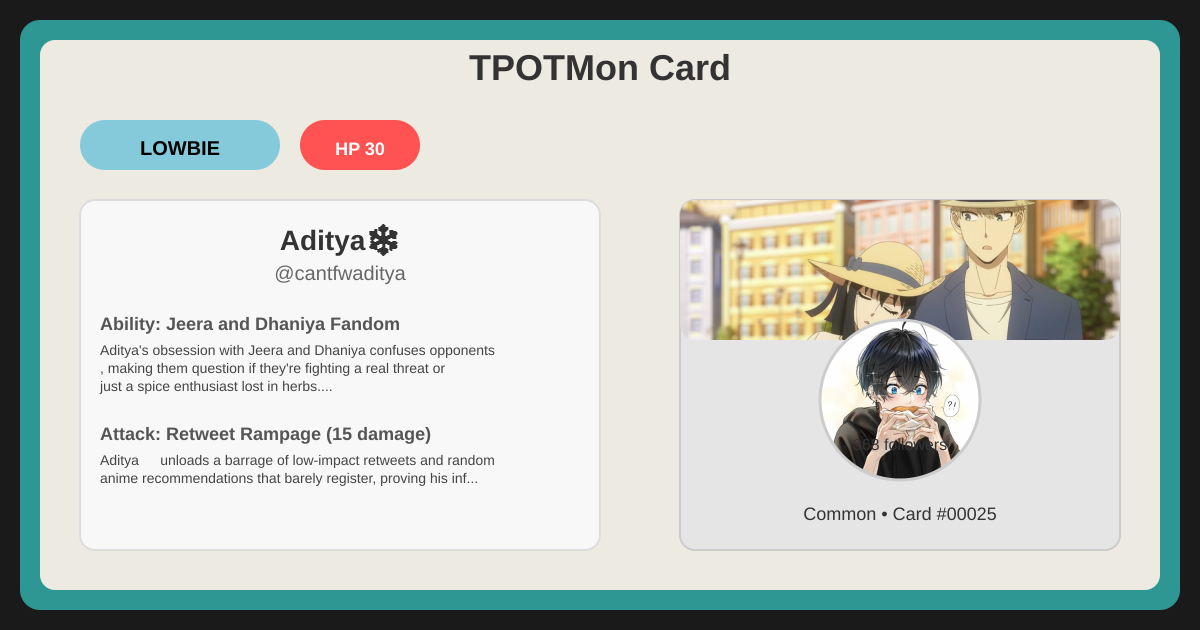 TPOTMon Card
LOWBIE
HP 30
Aditya❄
@cantfwaditya
Ability: Jeera and Dhaniya Fandom
Aditya's obsession with Jeera and Dhaniya confuses opponents
, making them question if they're fighting a real threat or
just a spice enthusiast lost in herbs....
Attack: Retweet Rampage (15 damage)
Aditya unloads a barrage of low-impact retweets and random
anime recommendations that barely register, proving his inf...
?!
followers
Common • Card #00025